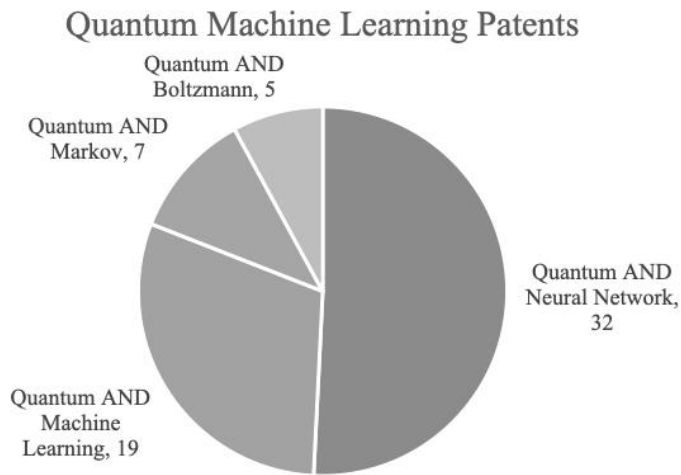 Quantum Machine Learning Patents
Quantum AND
Boltzmann, 5
Quantum AND
Markov, 7
Quantum AND
Neural Network,
32
Quantum AND
Machine
Learning, 19